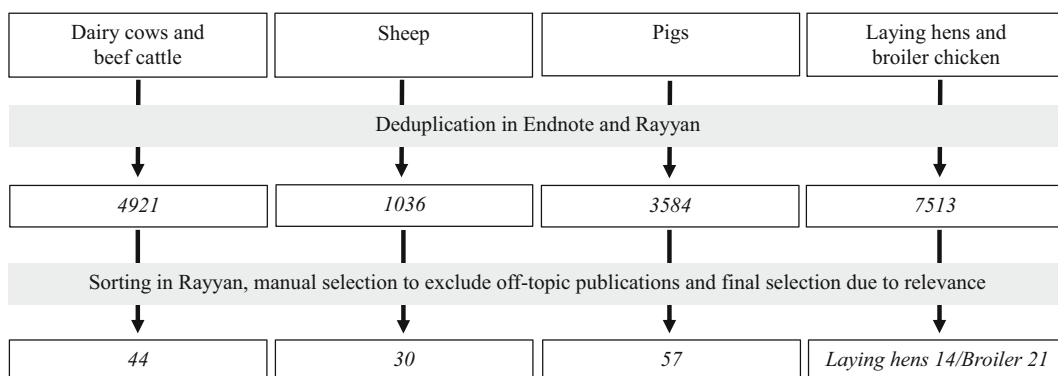 Dairy cows and
beef cattle
Sheep
Pigs
Laying hens and
broiler chicken
Deduplication in Endnote and Rayyan
4921
1036
3584
7513
Sorting in Rayyan, manual selection to exclude off-topic publications and final selection due to relevance
44
30
57
Laying hens 14/Broiler 21